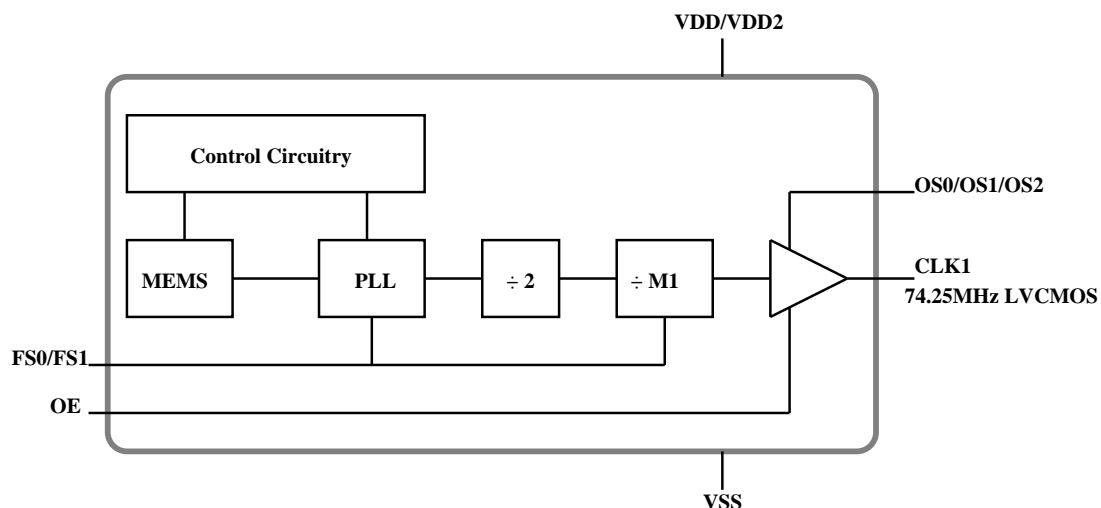 VDD/VDD2
Control Circuitry
OS0/OS1/OS2
MEMS
PLL
÷ 2
÷ M1
CLK1
74.25MHz LVCMOS
FS0/FS1
OE
VSS